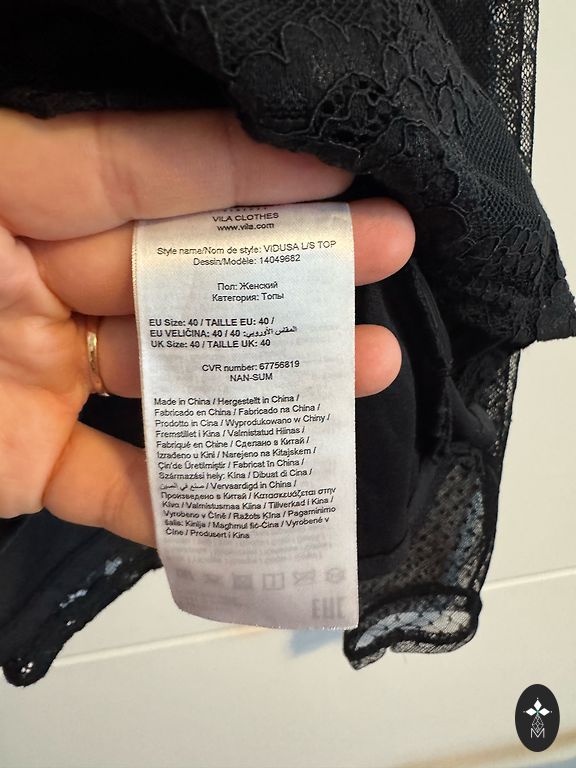 VILA CLOTHES
www.vila.com
Style name/Nom de style: VIDUSA L/S TOP
Dessin/Modèle: 14049682
Пол: Женский
Категория: Топы
EU Size: 40 / TAILLE EU: 40 /
EU VELIČINA: 40 / 40 :المقاس الأوروبي
UK Size: 40 / TAILLE UK: 40
CVR number: 67756819
NAN-SUM
Made in China / Hergestellt in China /
Fabricado en China / Fabricado na China /
Prodotto in Cina / Wyprodukowano w Chiny /
Fremstillet i Kina / Valmistatud Hiinas /
Fabriqué en Chine / Сделано в Китай /
Izrađeno u Kini / Narejeno na Kitajskem /
Çin'de Üretilmiştir / Fabricat în China /
Származási hely: Kína / Dibuat di Cina /
صنع في الصين / Vervaardigd in China /
Произведено в Китай / Κατασκευάζεται στην
Κίνα / Valmistusmaa Kiina / Tillverkad i Kina /
Vyrobeno v Číně / Ražots Ķīna / Pagaminimo
šalis: Kinija / Məhmul fić-Ċina / Vyrobené v
Číne / Produsert i Kina
EHC
M